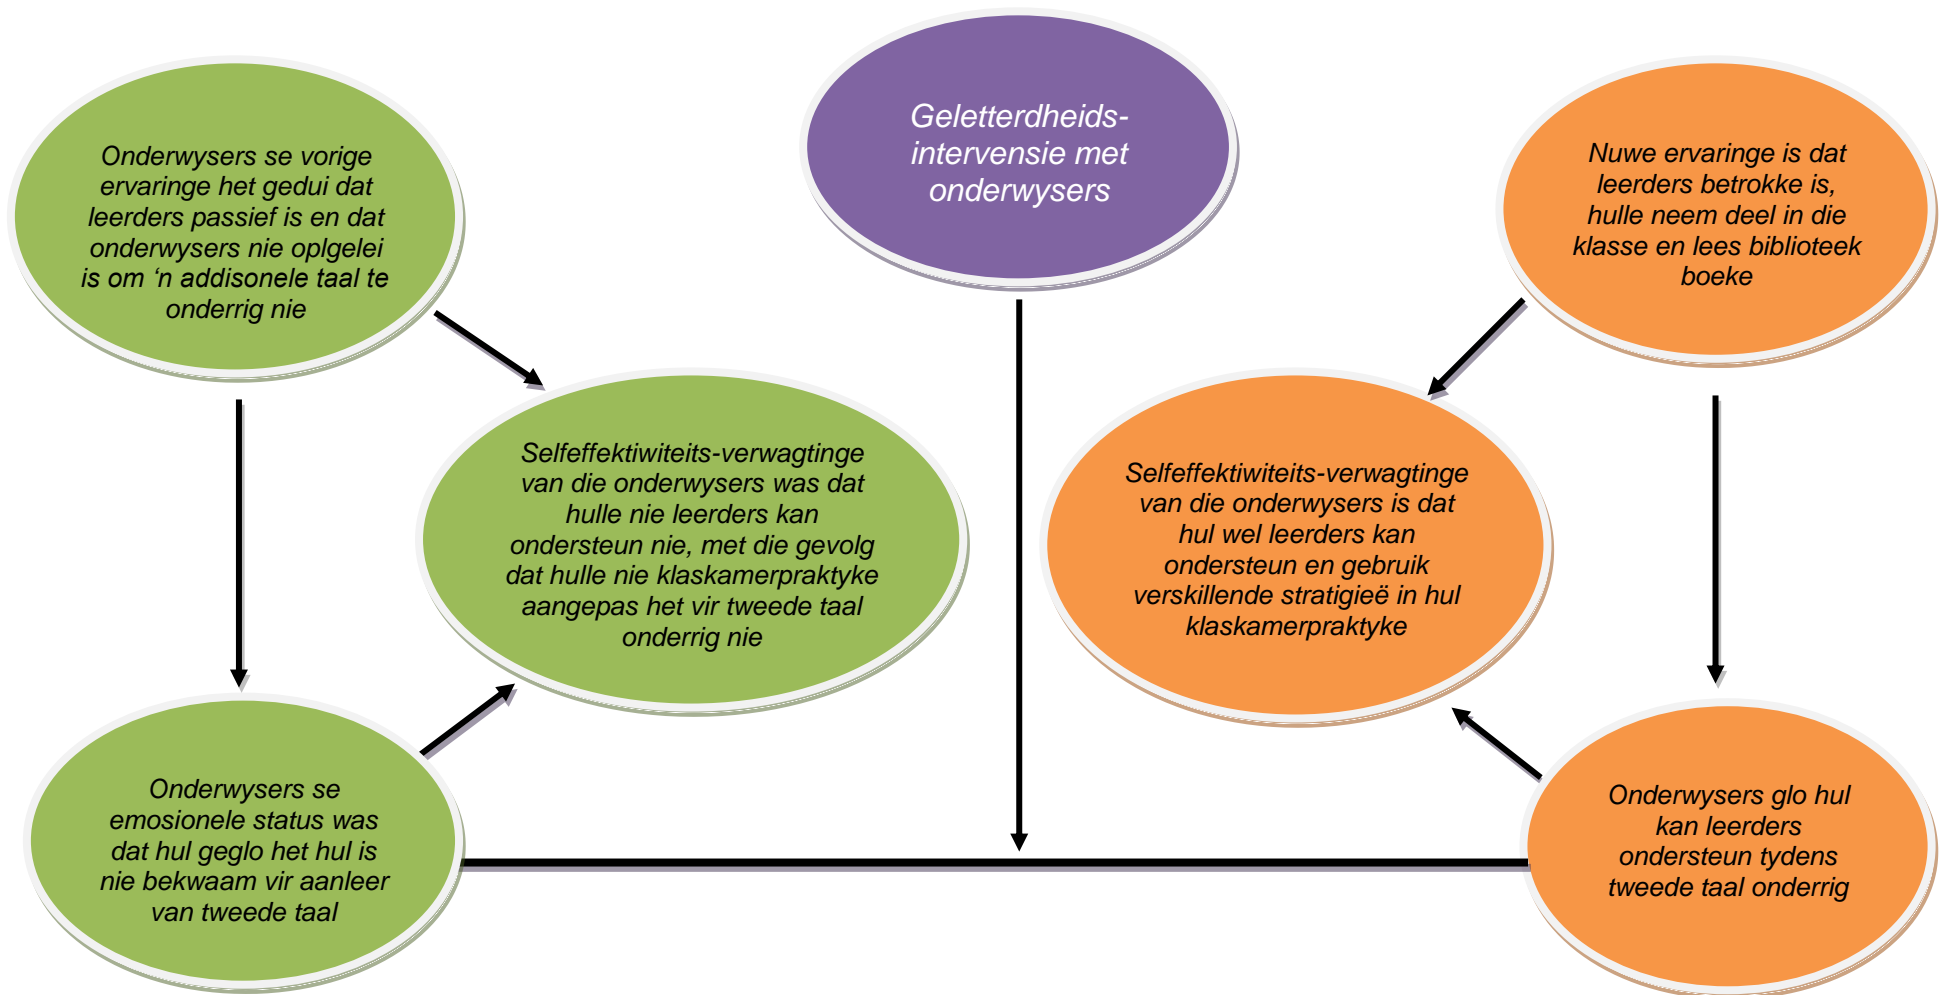 Onderwysers se vorige
ervaringe het gedui dat
leerders passief is en dat
onderwysers nie oplgelei
is om ‘n addisonele taal te
onderrig nie
Geletterdheids-
intervensie met
onderwysers
Nuwe ervaringe is dat
leerders betrokke is,
hulle neem deel in die
klasse en lees biblioteek
boeke
Selfeffektiwiteits-verwagtinge
van die onderwysers was dat
hulle nie leerders kan
ondersteun nie, met die gevolg
dat hulle nie klaskamerpraktyke
aangepas het vir tweede taal
onderrig nie
Selfeffektiwiteits-verwagtinge
van die onderwysers is dat
hul wel leerders kan
ondersteun en gebruik
verskillende stratigieë in hul
klaskamerpraktyke
Onderwysers se
emosionele status was
dat hul geglo het hul is
nie bekwaam vir aanleer
van tweede taal
Onderwysers glo hul
kan leerders
ondersteun tydens
tweede taal onderrig